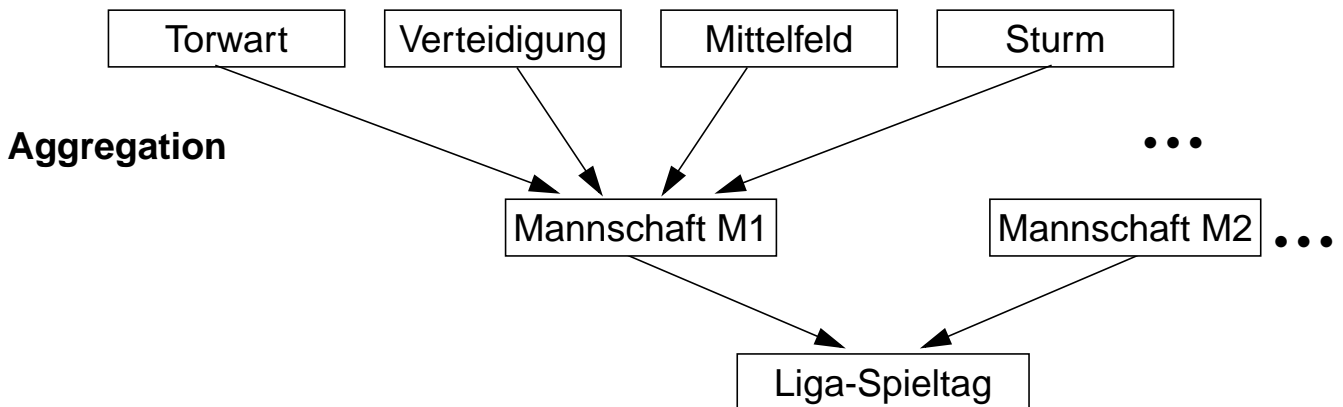 Torwart Verteidigung Mittelfeld Sturm
Aggregation
...
Mannschaft M1 Mannschaft M2 ...
Liga-Spieltag